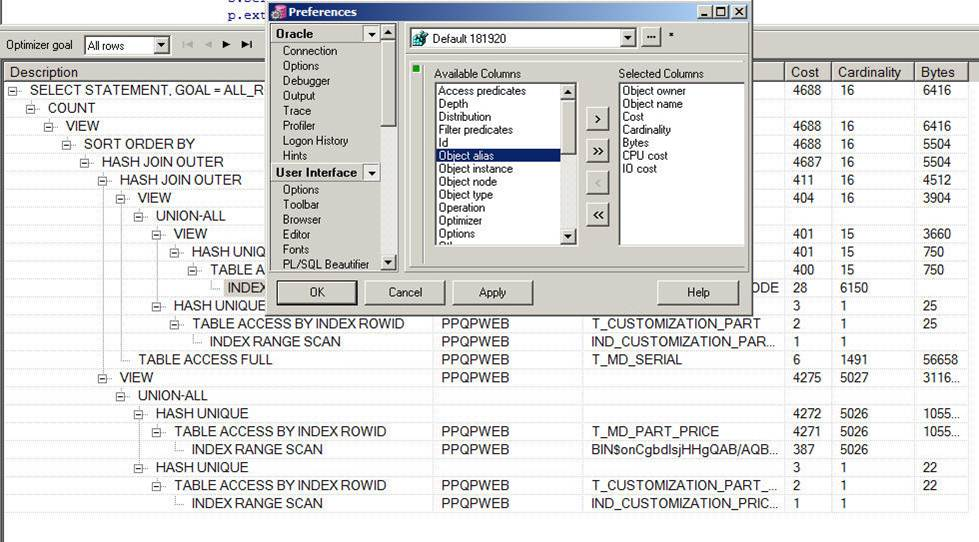 p.ext
Preferences
Optimizer goal All rows
Oracle
Connection
Options
Debugger
Output
Trace
Profiler
Logon History
Hints
User Interface
Options
Toolbar
Browser
Editor
Fonts
PL/SQL Beautifier
Default 181920 ... *
Available Columns
Access predicates
Depth
Distribution
Filter predicates
Id
Object alias
Object instance
Object node
Object type
Operation
Optimizer
Options
> 
>>
<
<<
Selected Columns
Object owner
Object name
Cost
Cardinality
Bytes
CPU cost
IO cost
OK Cancel Apply Help
Description Cost Cardinality Bytes
SELECT STATEMENT, GOAL = ALL_R 4688 16 6416
COUNT
VIEW 4688 16 6416
SORT ORDER BY 4688 16 5504
HASH JOIN OUTER 4687 16 5504
HASH JOIN OUTER 411 16 4512
VIEW 404 16 3904
UNION-ALL
VIEW 401 15 3660
HASH UNIQ 401 15 750
TABLE A 400 15 750
INDEX ODE 28 6150
HASH UNIQUE 3 1 25
TABLE ACCESS BY INDEX ROWID PPQPWEB T_CUSTOMIZATION_PART 2 1 25
INDEX RANGE SCAN PPQPWEB IND_CUSTOMIZATION_PAR... 1 1
TABLE ACCESS FULL PPQPWEB T_MD_SERIAL 6 1491 56658
VIEW PPQPWEB 4275 5027 3116...
UNION-ALL
HASH UNIQUE 4272 5026 1055...
TABLE ACCESS BY INDEX ROWID PPQPWEB T_MD_PART_PRICE 4271 5026 1055...
INDEX RANGE SCAN PPQPWEB BIN$onCgbdlsjHHgQAB/AQB... 387 5026
HASH UNIQUE 3 1 22
TABLE ACCESS BY INDEX ROWID PPQPWEB T_CUSTOMIZATION_PART_... 2 1 22
INDEX RANGE SCAN PPQPWEB IND_CUSTOMIZATION_PRIC... 1 1